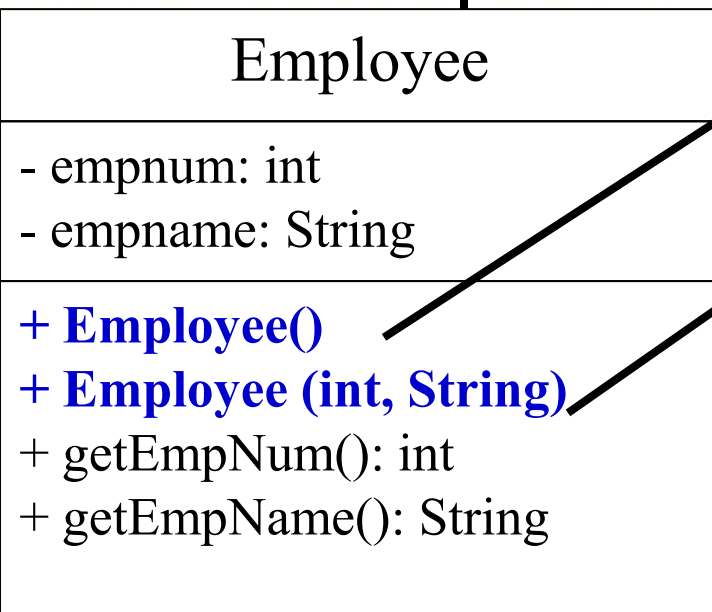 Employee
- empnum: int
- empname: String
+ Employee()
+ Employee (int, String)
+ getEmpNum(): int
+ getEmpName(): String